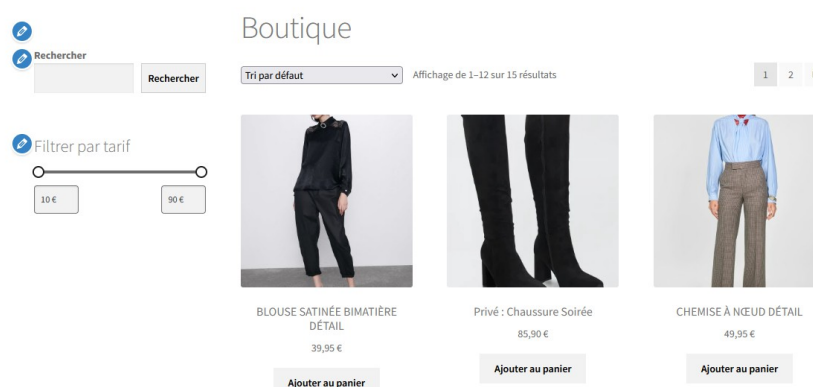 Boutique
Rechercher
Rechercher
Tri par défaut
Affichage de 1–12 sur 15 résultats
1 2
Filtrer par tarif
10 €
90 €
BLOUSE SATINÉE BIMATIÈRE
DÉTAIL
39,95 €
Ajouter au panier
Privé : Chaussure Soirée
85,90 €
Ajouter au panier
CHEMISE À NŒUD DÉTAIL
49,95 €
Ajouter au panier